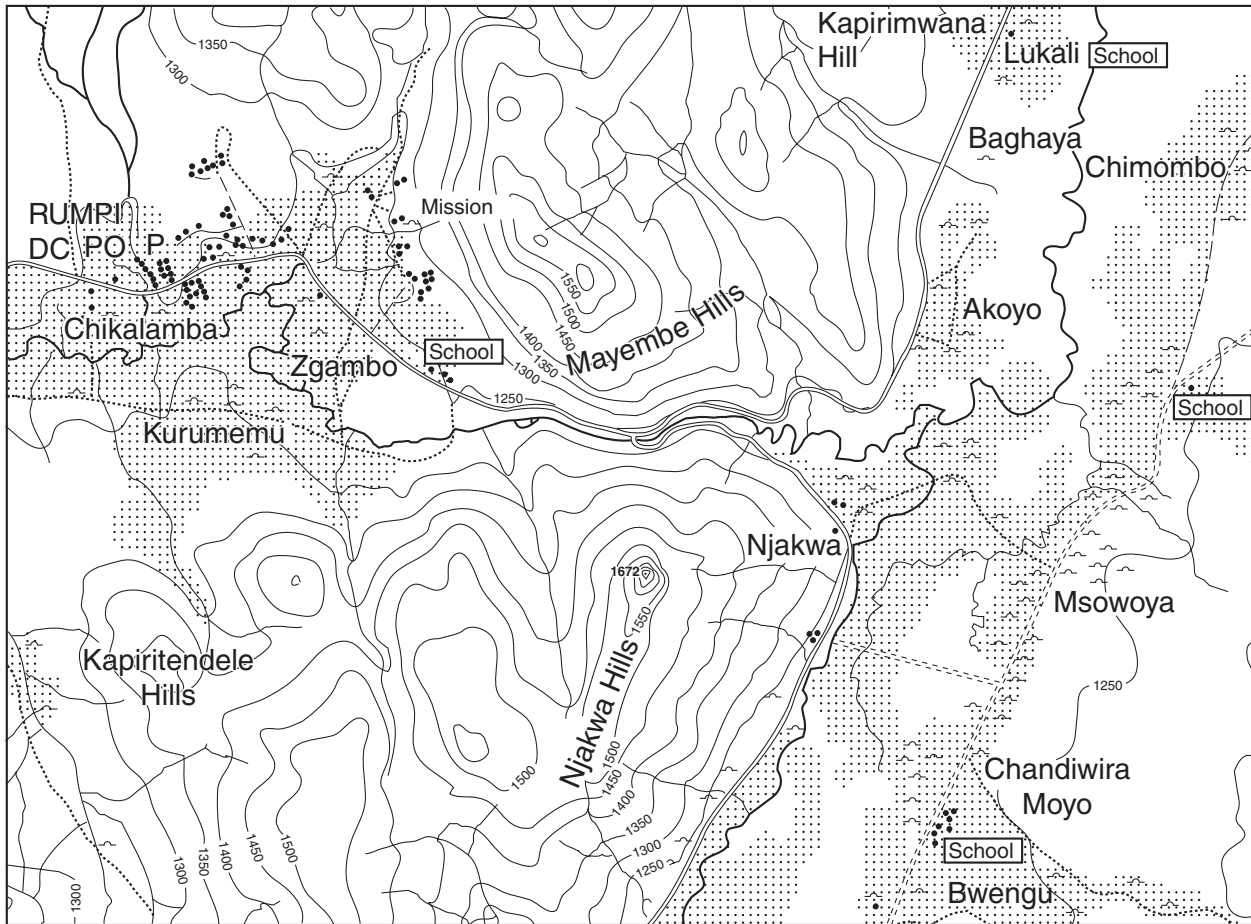 Kapirimwana
Hill
Lukali
School
1350
1300
Baghaya
Chimombo
RUMPI
DC PO P
Mission
1550
1500
1450
1400
1350
1300
Mayembe Hills
Akoyo
Chikalamba
Zgambo
School
1250
School
Kurumemu
Njakwa
1672
1550
Msowoya
Kapiritendele
Hills
Njakwa Hills
1250
1500
1500
1450
1400
1350
1300
1250
Chandiwira
Moyo
School
Bwengu
1300
1300
1350
1400
1450
1500